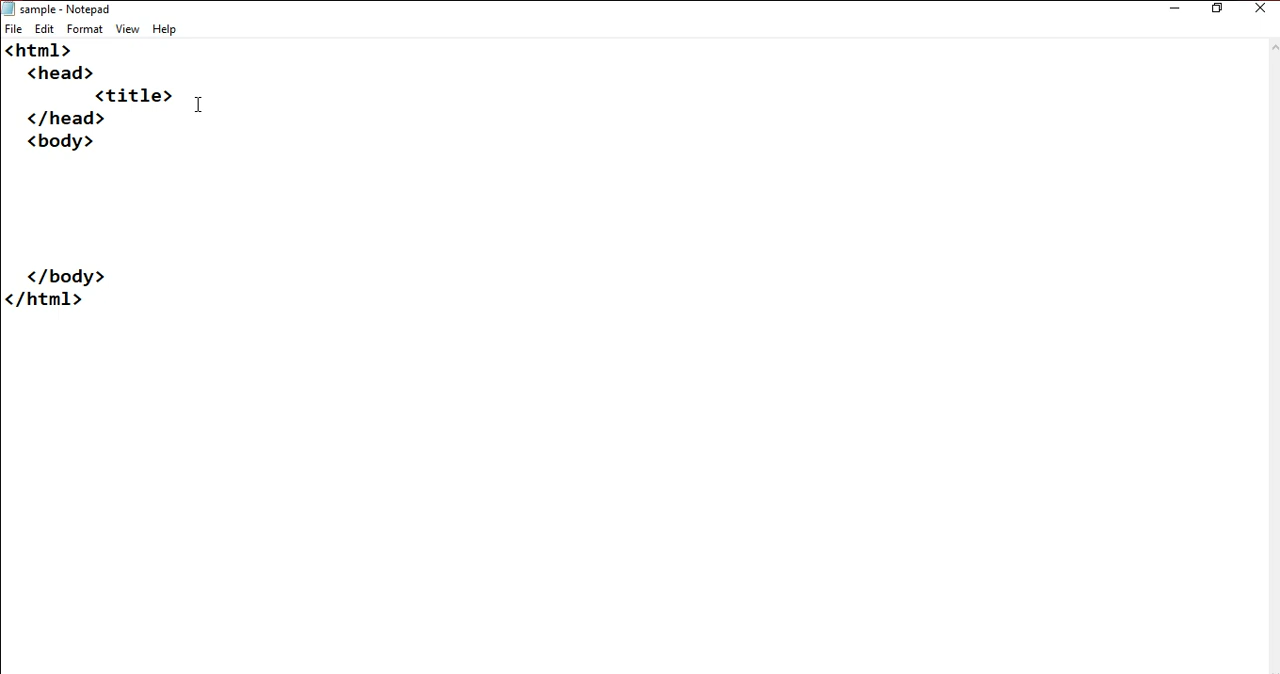 sample - Notepad
File Edit Format View Help
<html>
  <head>
        <title>
  </head>
  <body>
  </body>
</html>